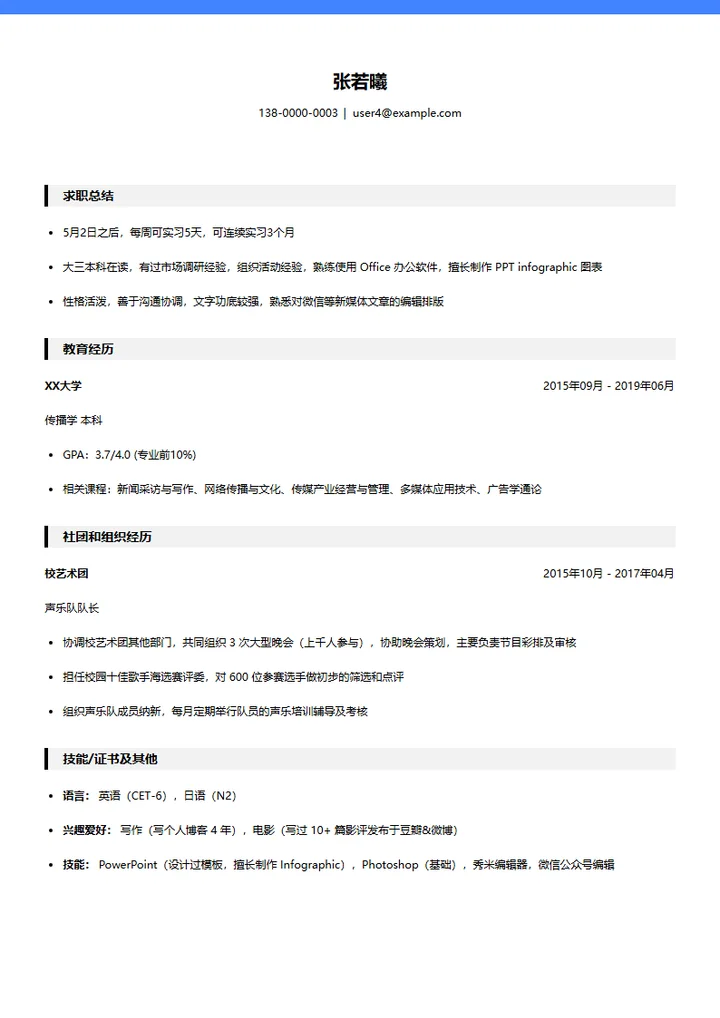 张若曦
138-0000-0003 | user4@example.com
求职总结
• 5月2日之后，每周可实习5天，可连续实习3个月
• 大三本科在读，有过市场调研经验，组织活动经验，熟练使用 Office 办公软件，擅长制作 PPT infographic 图表
• 性格活泼，善于沟通协调，文字功底较强，熟悉对微信等新媒体文章的编辑排版
教育经历
XX大学 2015年09月 - 2019年06月
传播学 本科
• GPA：3.7/4.0 (专业前10%)
• 相关课程：新闻采访与写作、网络传播与文化、传媒产业经营与管理、多媒体应用技术、广告学通论
社团和组织经历
校艺术团 2015年10月 - 2017年04月
声乐队队长
• 协调校艺术团其他部门，共同组织 3 次大型晚会（上千人参与），协助晚会策划，主要负责节目彩排及审核
• 担任校园十佳歌手海选赛评委，对 600 位参赛选手做初步的筛选和点评
• 组织声乐队成员纳新，每月定期举行队员的声乐培训辅导及考核
技能/证书及其他
• 语言： 英语（CET-6），日语（N2）
• 兴趣爱好： 写作（写个人博客 4 年），电影（写过 10+ 篇影评发布于豆瓣&微博）
• 技能： PowerPoint（设计过模板，擅长制作 Infographic），Photoshop（基础），秀米编辑器，微信公众号编辑